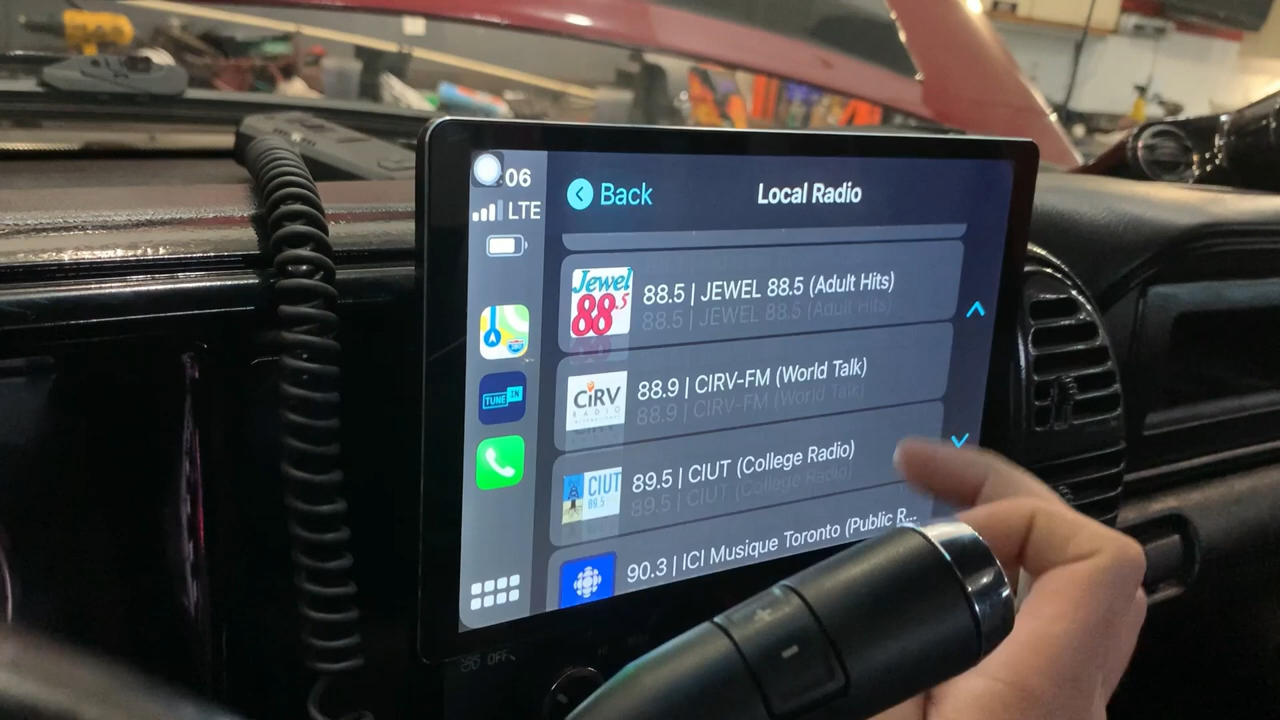 :06
LTE
Back
Local Radio
Jewel
88.5
88.5 | JEWEL 88.5 (Adult Hits)
CiRV
RADIO
88.9 | CIRV-FM (World Talk)
TUNE IN
CIUT
89.5
89.5 | CIUT (College Radio)
90.3 | ICI Musique Toronto (Public R...
OFF
+
-